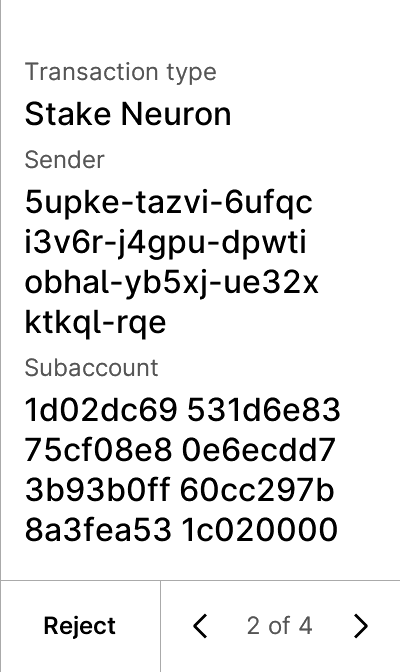 Transaction type
Stake Neuron
Sender
5upke-tazvi-6ufqc
i3v6r-j4gpu-dpwti
obhal-yb5xj-ue32x
ktkql-rqe
Subaccount
1d02dc69 531d6e83
75cf08e8 0e6ecdd7
3b93b0ff 60cc297b
8a3fea53 1c020000
Reject
2 of 4